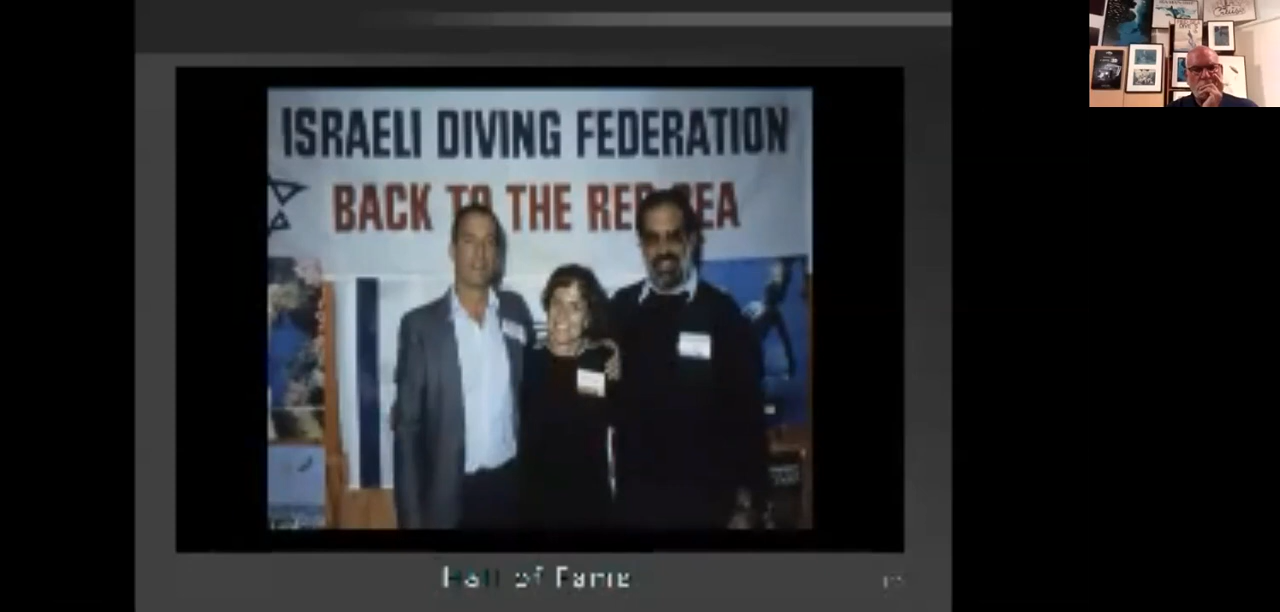 ISRAELI DIVING FEDERATION
BACK TO THE RED SEA
Hall of Fame